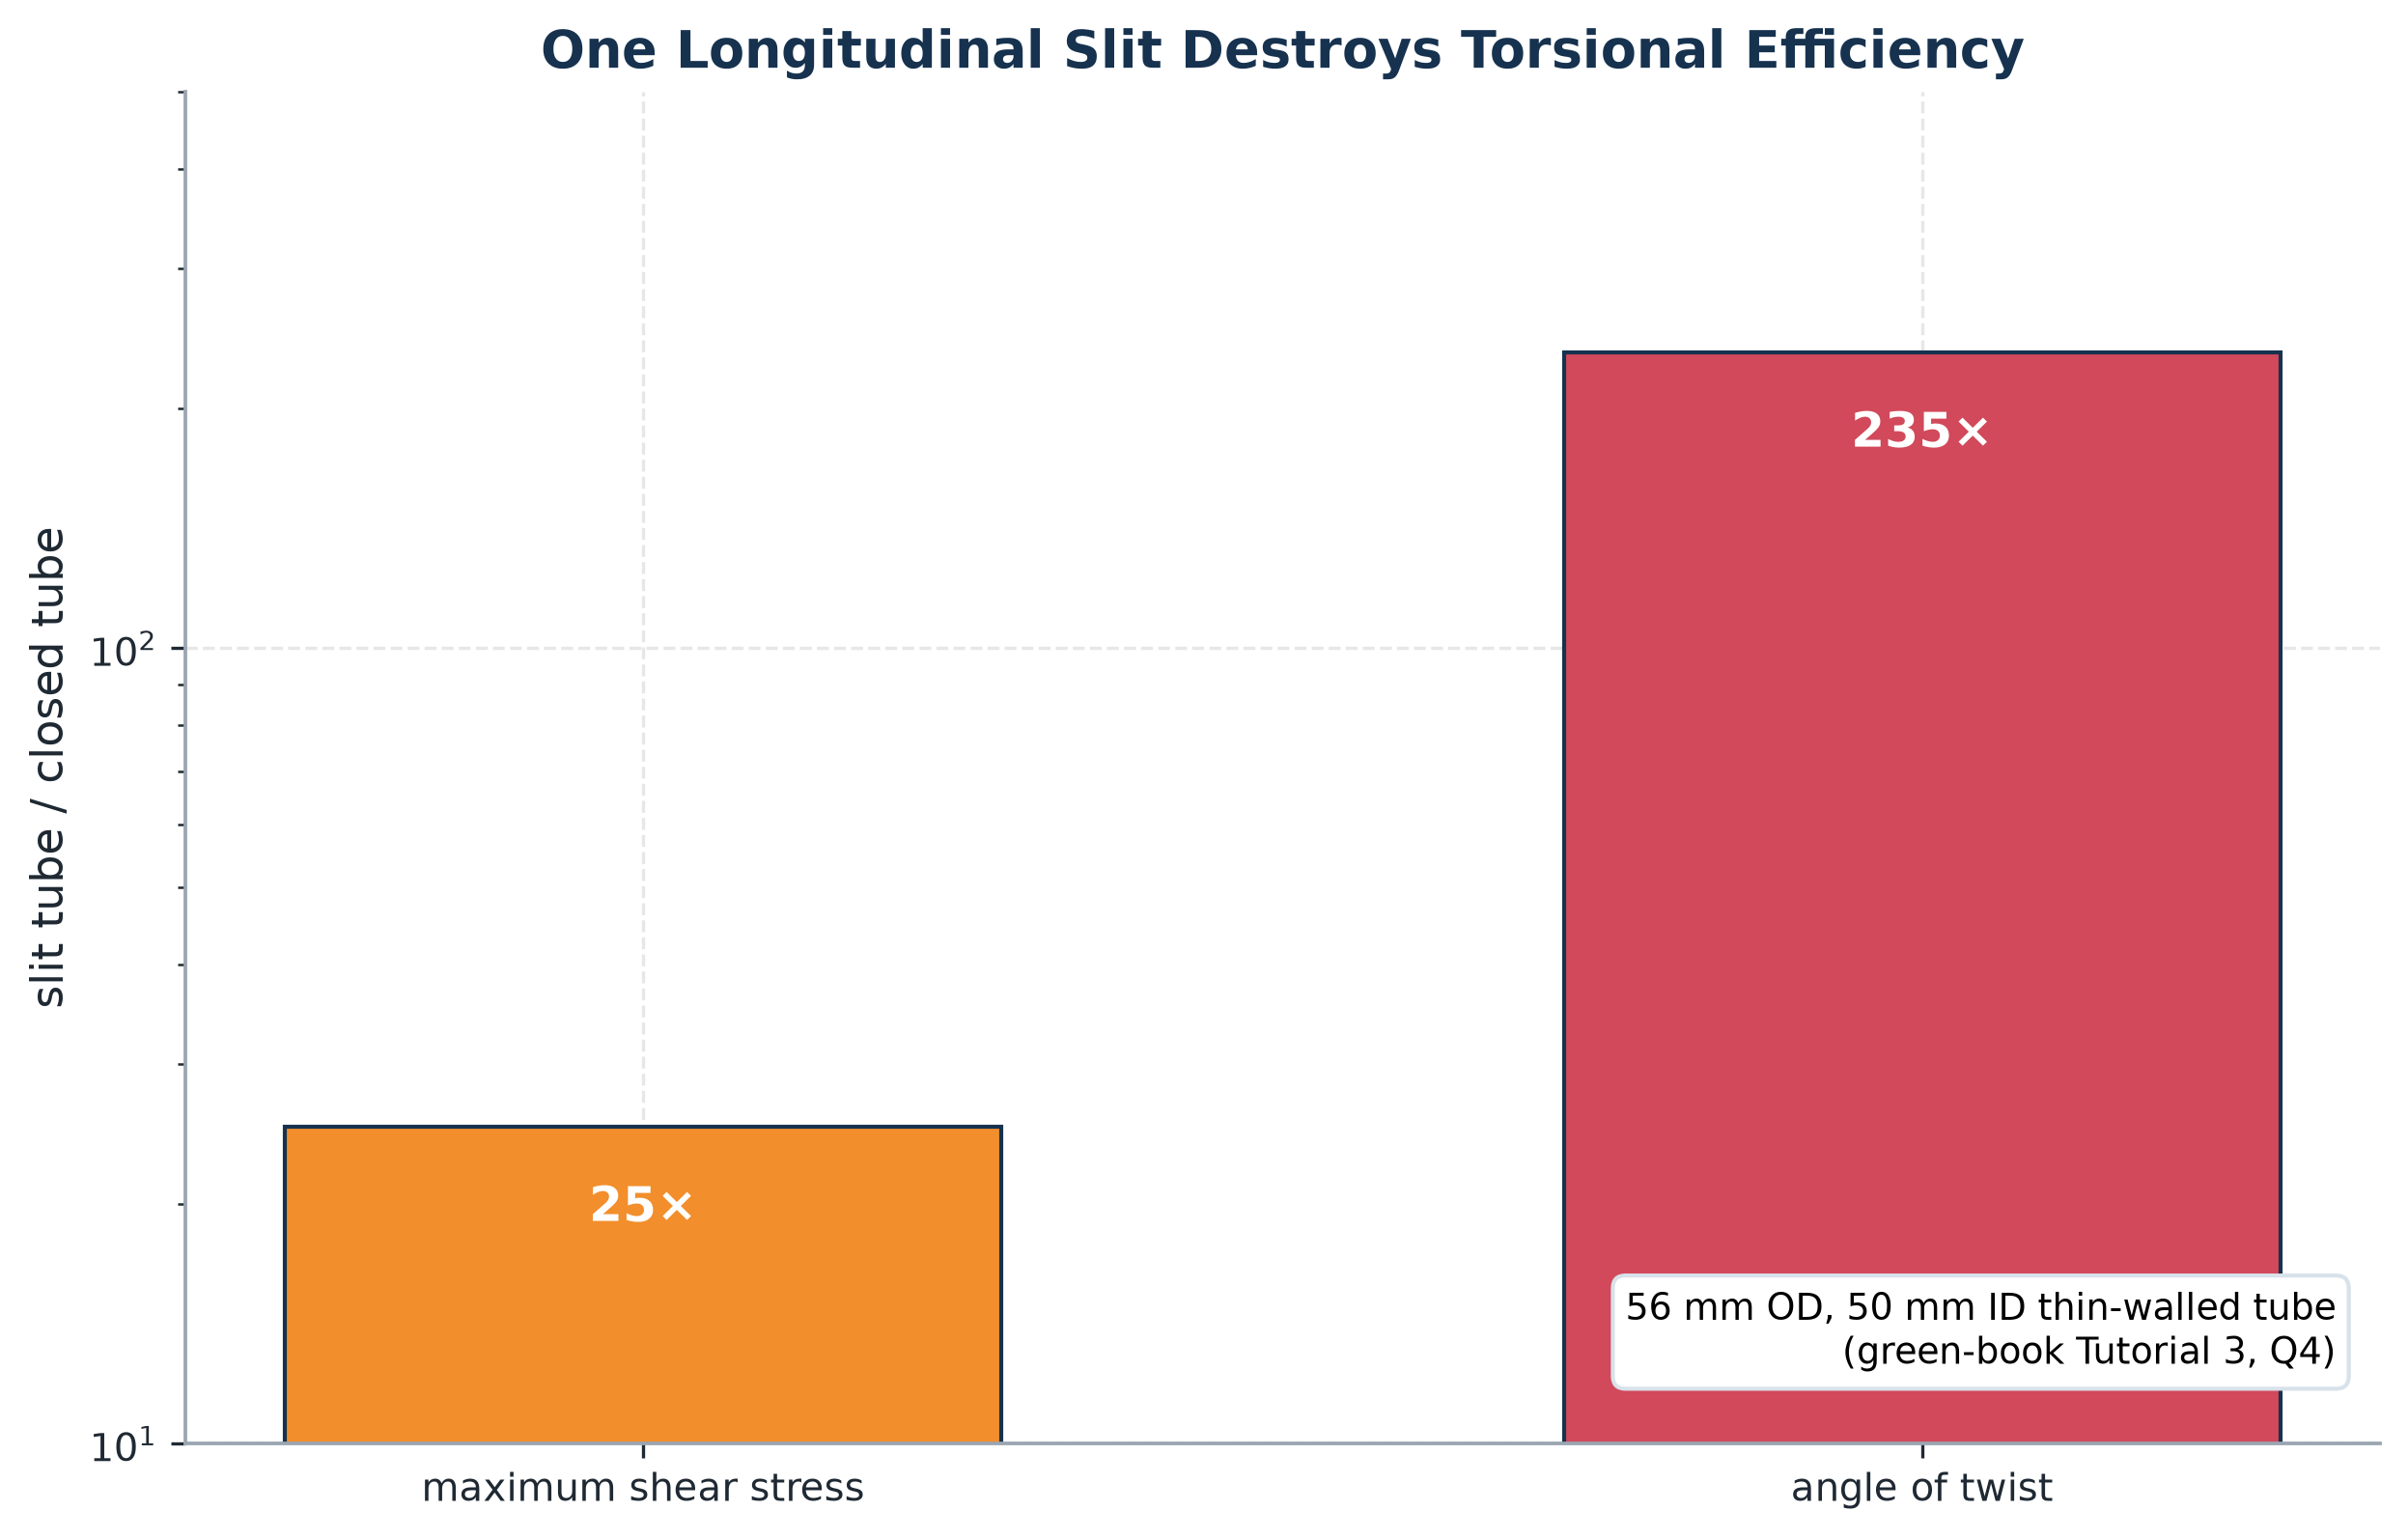 One Longitudinal Slit Destroys Torsional Efficiency
slit tube / closed tube
10²
10¹
235×
25×
56 mm OD, 50 mm ID thin-walled tube
(green-book Tutorial 3, Q4)
maximum shear stress
angle of twist